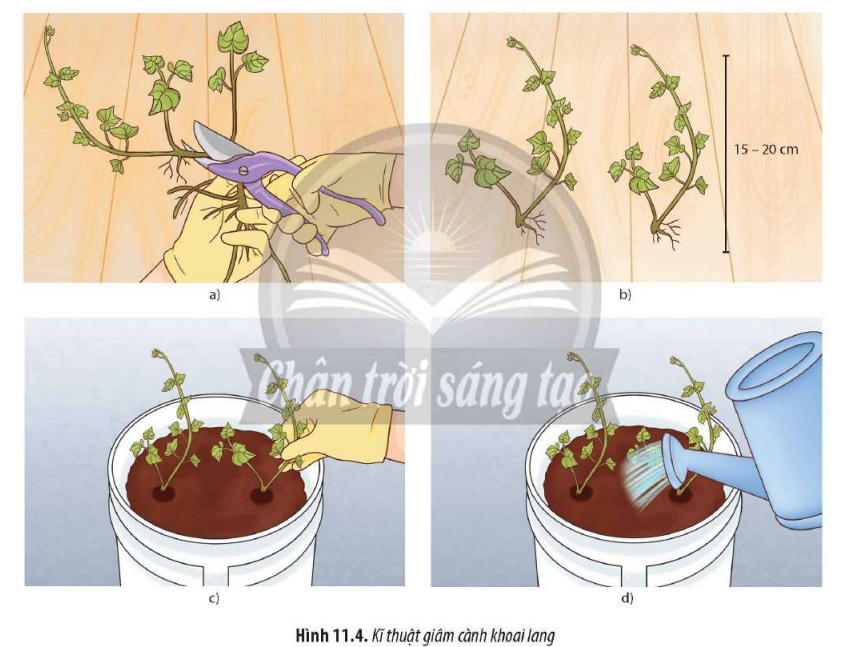 15 – 20 cm
a)
b)
Chân trời sáng tạo
c)
d)
Hình 11.4. Kĩ thuật giâm cành khoai lang